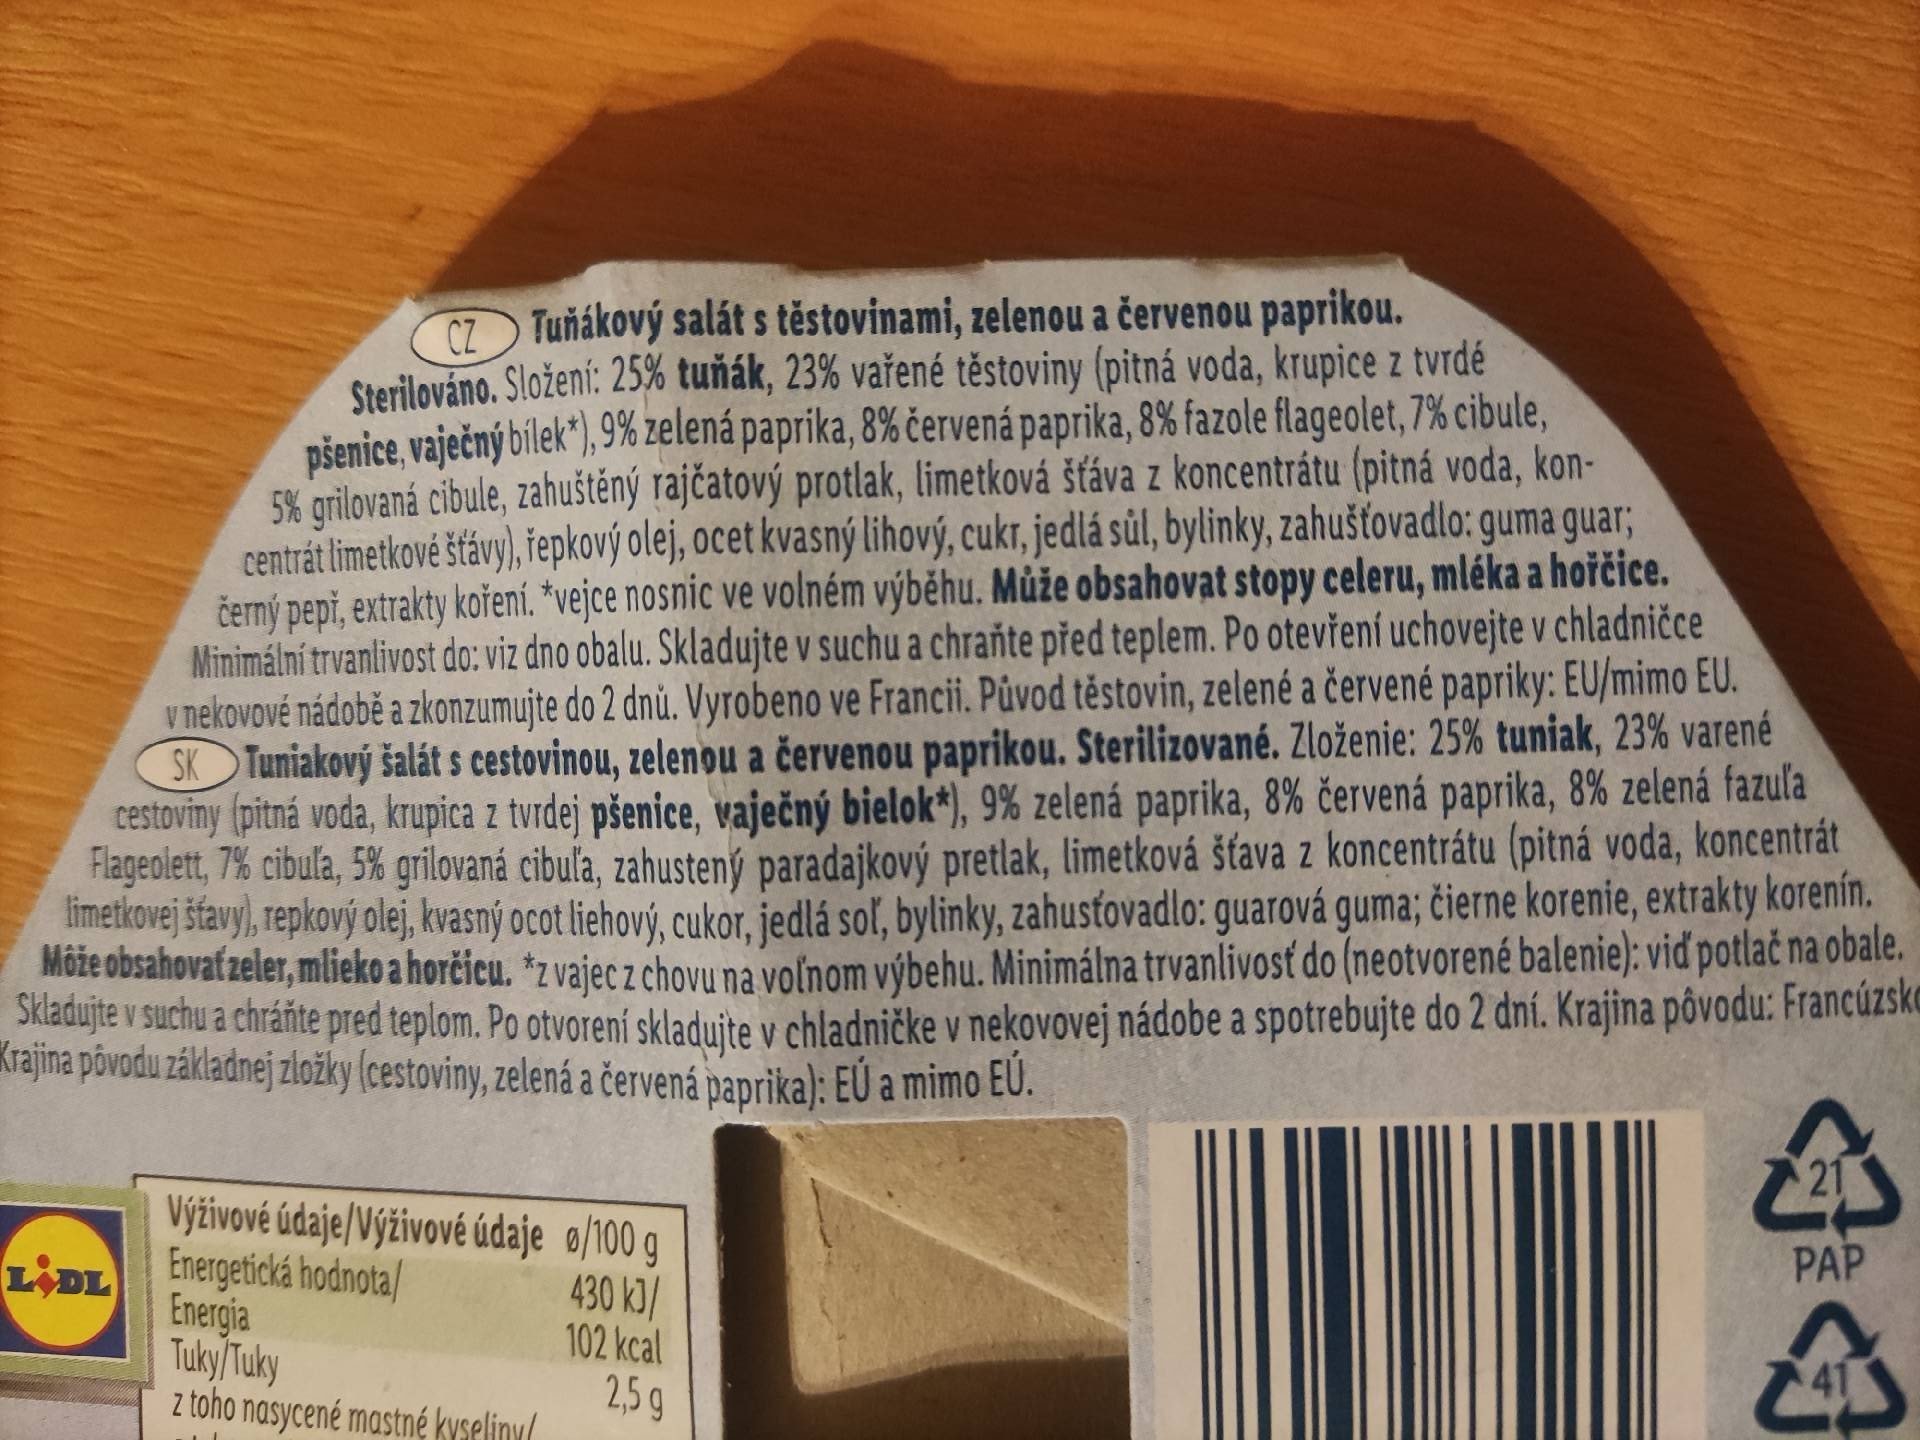 CZ Tuňákový salát s těstovinami, zelenou a červenou paprikou.
Sterilováno. Složení: 25% tuňák, 23% vařené těstoviny (pitná voda, krupice z tvrdé
pšenice, vaječný bílek*), 9% zelená paprika, 8% červená paprika, 8% fazole flageolet, 7% cibule,
5% grilovaná cibule, zahuštěný rajčatový protlak, limetková šťáva z koncentrátu (pitná voda, kon-
centrát limetkové šťávy), řepkový olej, ocet kvasný lihový, cukr, jedlá sůl, bylinky, zahušťovadlo: guma guar;
černý pepř, extrakty koření. *vejce nosnic ve volném výběhu. Může obsahovat stopy celeru, mléka a hořčice.
Minimální trvanlivost do: viz dno obalu. Skladujte v suchu a chraňte před teplem. Po otevření uchovejte v chladničce
v nekovové nádobě a zkonzumujte do 2 dnů. Vyrobeno ve Francii. Původ těstovin, zelené a červené papriky: EU/mimo EU.
SK Tuniakový šalát s cestovinou, zelenou a červenou paprikou. Sterilizované. Zloženie: 25% tuniak, 23% varené
cestoviny (pitná voda, krupica z tvrdej pšenice, vaječný bielok*), 9% zelená paprika, 8% červená paprika, 8% zelená fazuľa
Flageolett, 7% cibuľa, 5% grilovaná cibuľa, zahustený paradajkový pretlak, limetková šťava z koncentrátu (pitná voda, koncentrát
limetkovej šťavy), repkový olej, kvasný ocot liehový, cukor, jedlá soľ, bylinky, zahusťovadlo: guarová guma; čierne korenie, extrakty korenín.
Môže obsahovať zeler, mlieko a horčicu. *z vajec z chovu na voľnom výbehu. Minimálna trvanlivosť do (neotvorené balenie): viď potlač na obale.
Skladujte v suchu a chráňte pred teplom. Po otvorení skladujte v chladničke v nekovovej nádobe a spotrebujte do 2 dní. Krajina pôvodu: Francúzsko
Krajina pôvodu základnej zložky (cestoviny, zelená a červená paprika): EÚ a mimo EÚ.
LIDL
Výživové údaje/Výživové údaje ø/100 g
Energetická hodnota/ 430 kJ/
Energia 102 kcal
Tuky/Tuky 2,5 g
z toho nasycené mastné kyseliny/
21
PAP
41